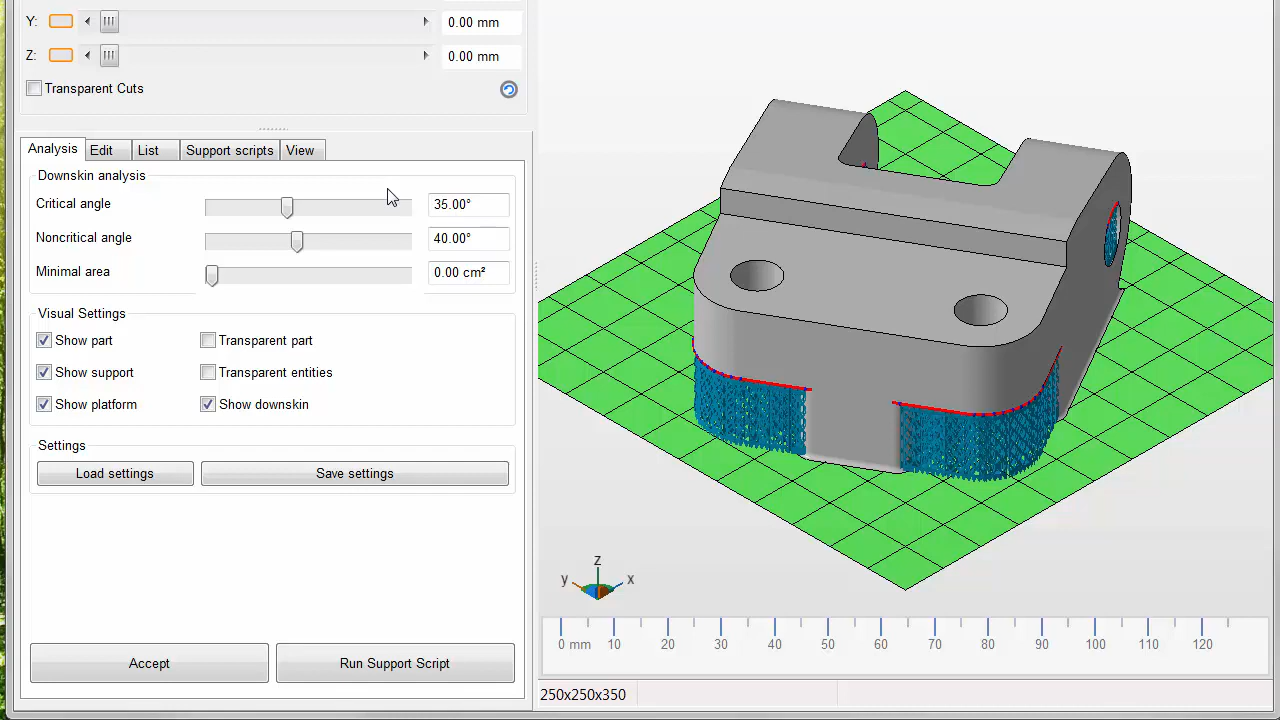 Y: 0.00 mm
Z: 0.00 mm
Transparent Cuts
Analysis Edit List Support scripts View
Downskin analysis
Critical angle 35.00°
Noncritical angle 40.00°
Minimal area 0.00 cm²
Visual Settings
Show part Transparent part
Show support Transparent entities
Show platform Show downskin
Settings
Load settings Save settings
Accept Run Support Script
z
y x
0 mm 10 20 30 40 50 60 70 80 90 100 110 120
250x250x350